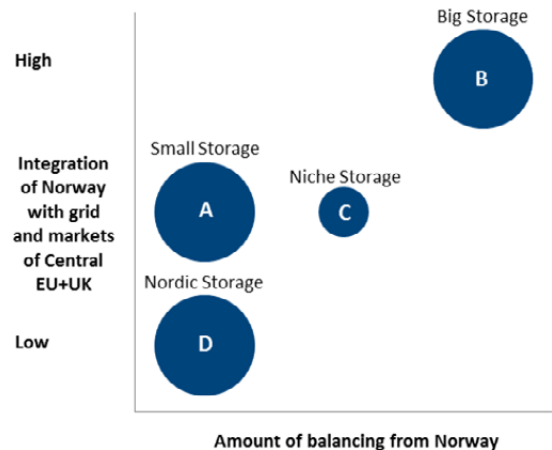 Big Storage
High
B
Small Storage
Integration
of Norway
with grid
and markets
of Central
EU+UK
Niche Storage
A
C
Nordic Storage
Low
D
Amount of balancing from Norway